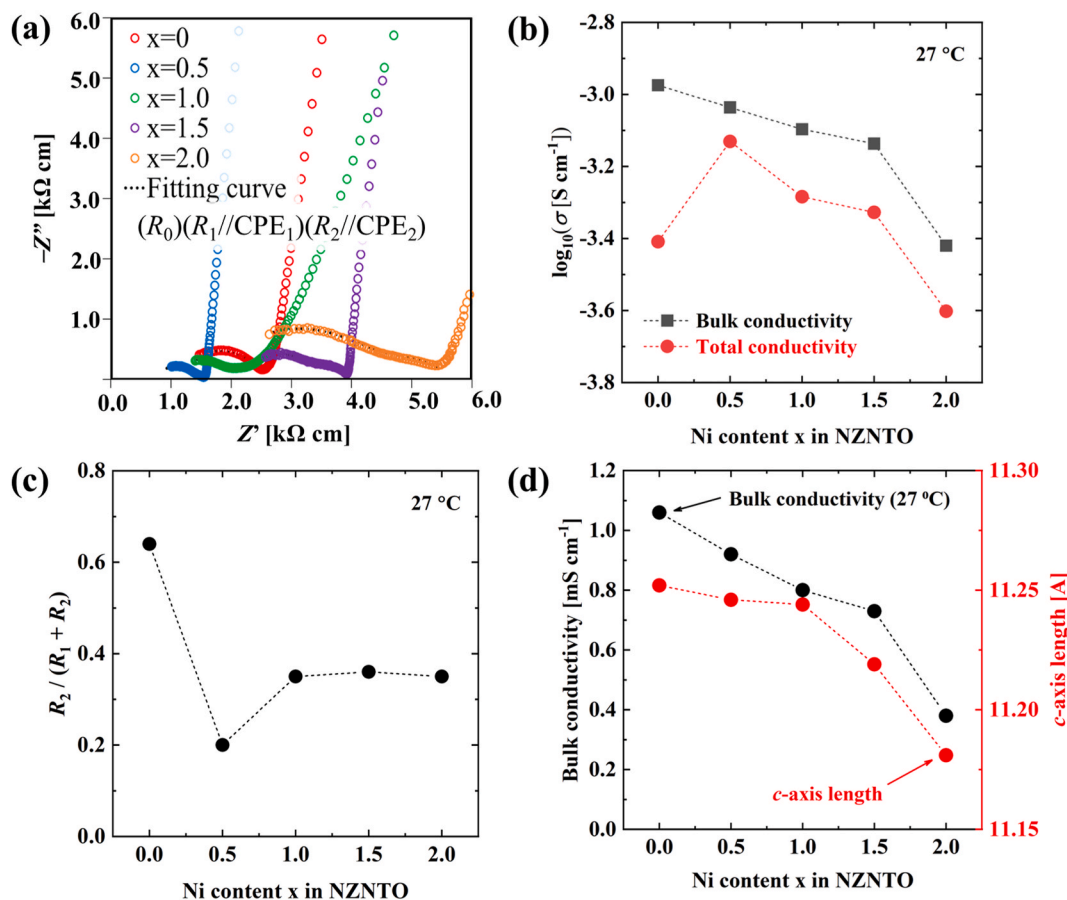 (a)
6.0
5.0
4.0
3.0
2.0
1.0
–Z″ [kΩ cm]
x=0
x=0.5
x=1.0
x=1.5
x=2.0
Fitting curve
(R0)(R1//CPE1)(R2//CPE2)
0.0 1.0 2.0 3.0 4.0 5.0 6.0
Z′ [kΩ cm]
(b)
27 °C
-2.8
-3.0
-3.2
-3.4
-3.6
-3.8
log10(σ [S cm−1])
Bulk conductivity
Total conductivity
0.0 0.5 1.0 1.5 2.0
Ni content x in NZNTO
(c)
27 °C
0.8
0.6
0.4
0.2
0.0
R2 / (R1 + R2)
0.0 0.5 1.0 1.5 2.0
Ni content x in NZNTO
(d)
1.2
1.0
0.8
0.6
0.4
0.2
0.0
Bulk conductivity [mS cm−1]
Bulk conductivity (27 ⁰C)
c-axis length
11.30
11.25
11.20
11.15
c-axis length [A]
0.0 0.5 1.0 1.5 2.0
Ni content x in NZNTO